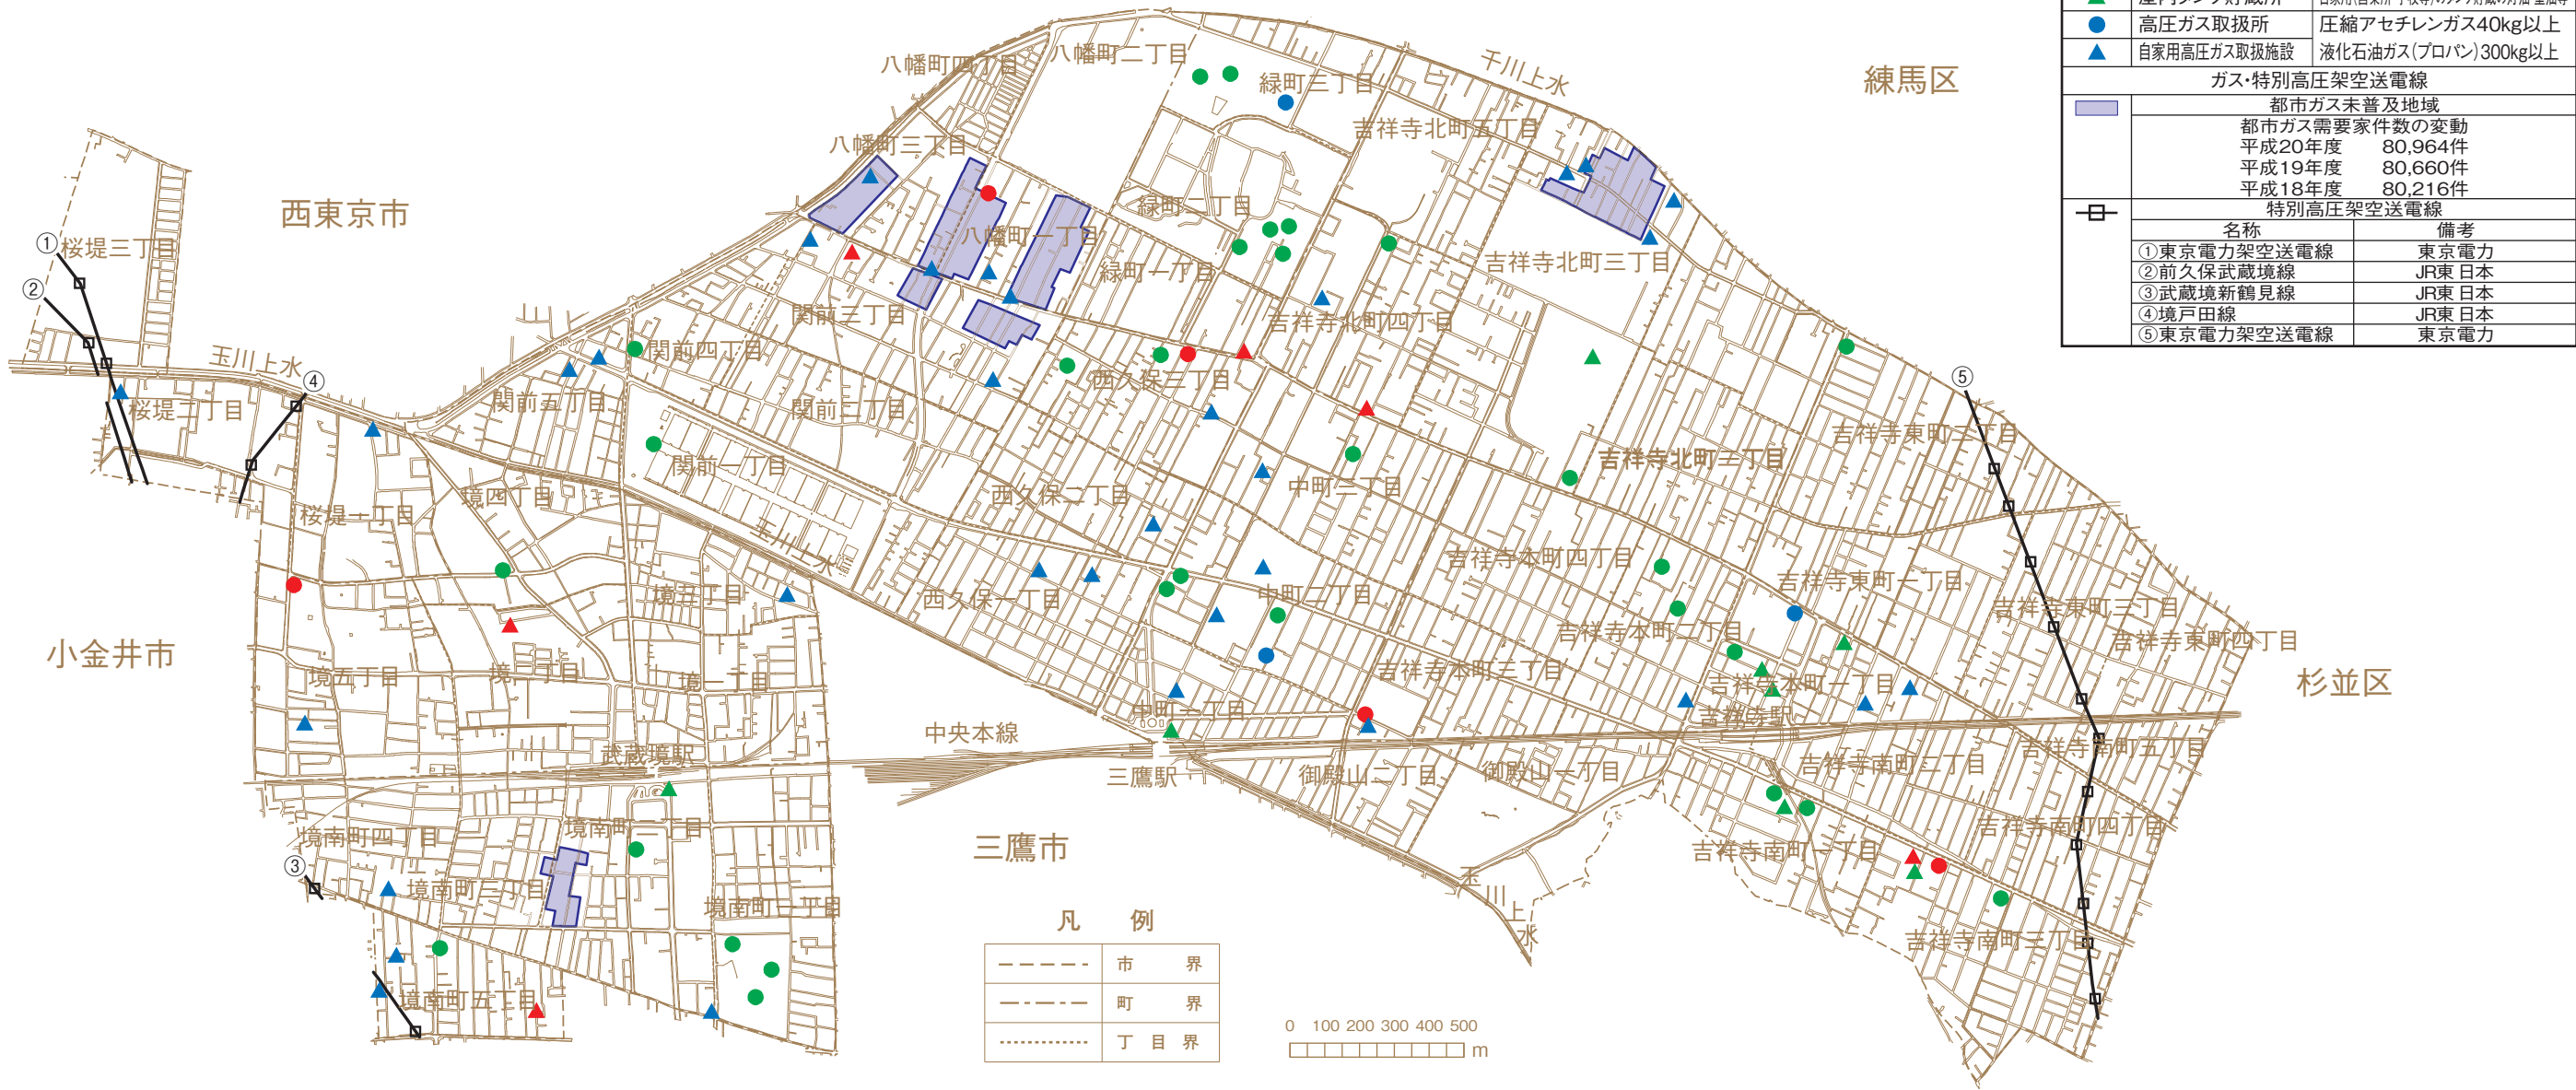 屋内タンク貯蔵所
高圧ガス取扱所 圧縮アセチレンガス40kg以上
自家用高圧ガス取扱施設 液化石油ガス(プロパン)300kg以上
ガス・特別高圧架空送電線
都市ガス未普及地域
都市ガス需要家件数の変動
平成20年度 80,964件
平成19年度 80,660件
平成18年度 80,216件
特別高圧架空送電線
名称 備考
①東京電力架空送電線 東京電力
②前久保武蔵境線 JR東日本
③武蔵境新鶴見線 JR東日本
④境戸田線 JR東日本
⑤東京電力架空送電線 東京電力
練馬区
千川上水
八幡町四丁目
八幡町二丁目
緑町三丁目
吉祥寺北町五丁目
八幡町三丁目
西東京市
緑町二丁目
八幡町一丁目
①
桜堤三丁目
②
緑町一丁目
吉祥寺北町三丁目
関前三丁目
吉祥寺北町四丁目
玉川上水
関前四丁目
④
西久保三丁目
⑤
桜堤二丁目
関前五丁目
関前二丁目
吉祥寺東町二丁目
関前一丁目
吉祥寺北町二丁目
境四丁目
西久保二丁目
中町三丁目
桜堤一丁目
玉川上水
吉祥寺本町四丁目
吉祥寺東町一丁目
境三丁目
西久保一丁目
中町二丁目
吉祥寺東町三丁目
吉祥寺本町二丁目
吉祥寺東町四丁目
小金井市
境五丁目
境二丁目
境一丁目
吉祥寺本町三丁目
吉祥寺本町一丁目
杉並区
中町一丁目
吉祥寺駅
中央本線
武蔵境駅
吉祥寺南町五丁目
三鷹駅
御殿山二丁目
御殿山一丁目
吉祥寺南町二丁目
境南町四丁目
境南町二丁目
三鷹市
吉祥寺南町四丁目
吉祥寺南町一丁目
③
境南町三丁目
境南町一丁目
玉川上水
吉祥寺南町三丁目
境南町五丁目
凡 例
市 界
町 界
丁 目 界
0 100 200 300 400 500
m